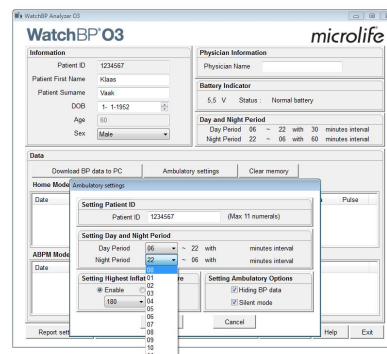 WatchBP Analyzer O3
WatchBP O3
microlife
Information
Patient ID 1234567
Patient First Name Klaas
Patient Surname Vaak
DOB 1- 1-1952
Age 60
Sex Male
Physician Information
Physician Name
Battery Indicator
5,5 V Status : Normal battery
Day and Night Period
Day Period 06 ~ 22 with 30 minutes interval
Night Period 22 ~ 06 with 60 minutes interval
Data
Download BP data to PC Ambulatory settings Clear memory
Home Mode
Date Pulse
ABPM Mode
Date
Ambulatory settings
Setting Patient ID
Patient ID 1234567 (Max 11 numerals)
Setting Day and Night Period
Day Period 06 ~ 22 with minutes interval
Night Period 22 ~ 06 with minutes interval
00
01
02
03
04
05
06
07
08
09
10
Setting Highest Inflat
Enable
180
Setting Ambulatory Options
Hiding BP data
Silent mode
Cancel
Report sett
Help Exit